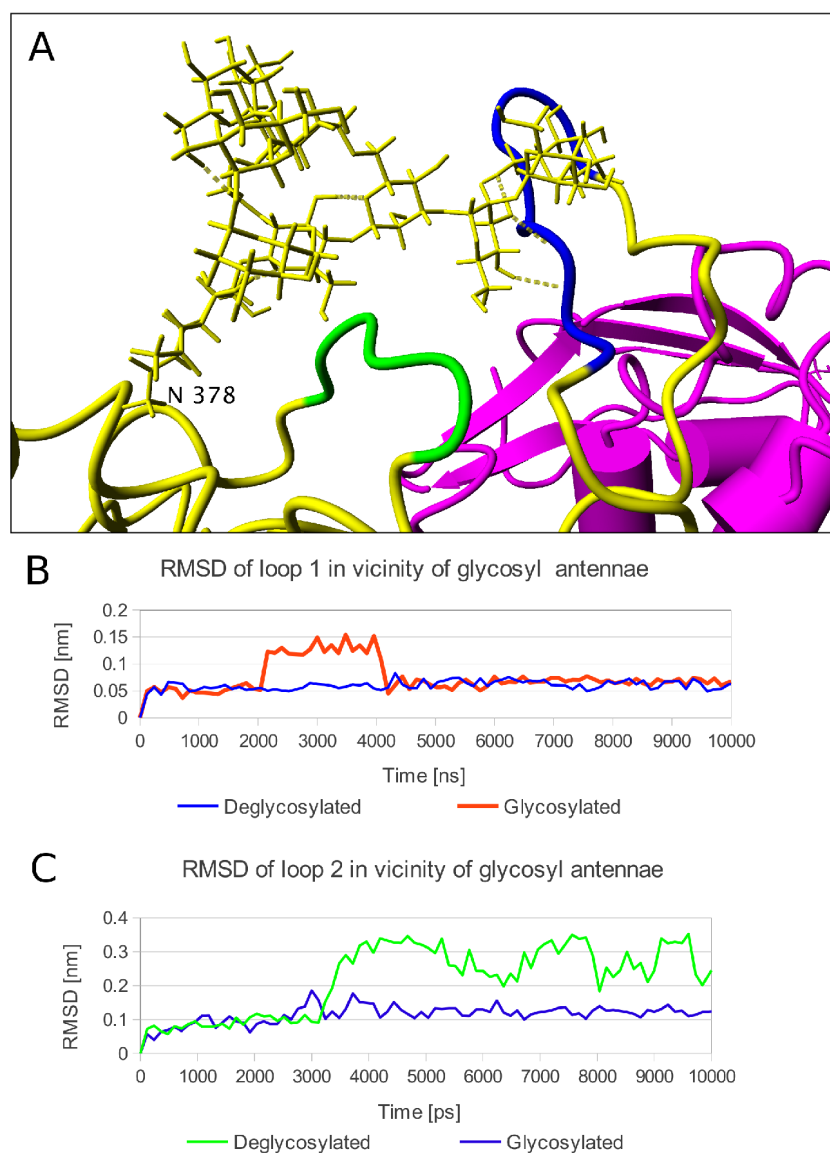 A
N 378
B
RMSD of loop 1 in vicinity of glycosyl antennae
RMSD [nm]
0.2
0.15
0.1
0.05
0
0 1000 2000 3000 4000 5000 6000 7000 8000 9000 10000
Time [ns]
Deglycosylated Glycosylated
C
RMSD of loop 2 in vicinity of glycosyl antennae
RMSD [nm]
0.4
0.3
0.2
0.1
0
0 1000 2000 3000 4000 5000 6000 7000 8000 9000 10000
Time [ps]
Deglycosylated Glycosylated